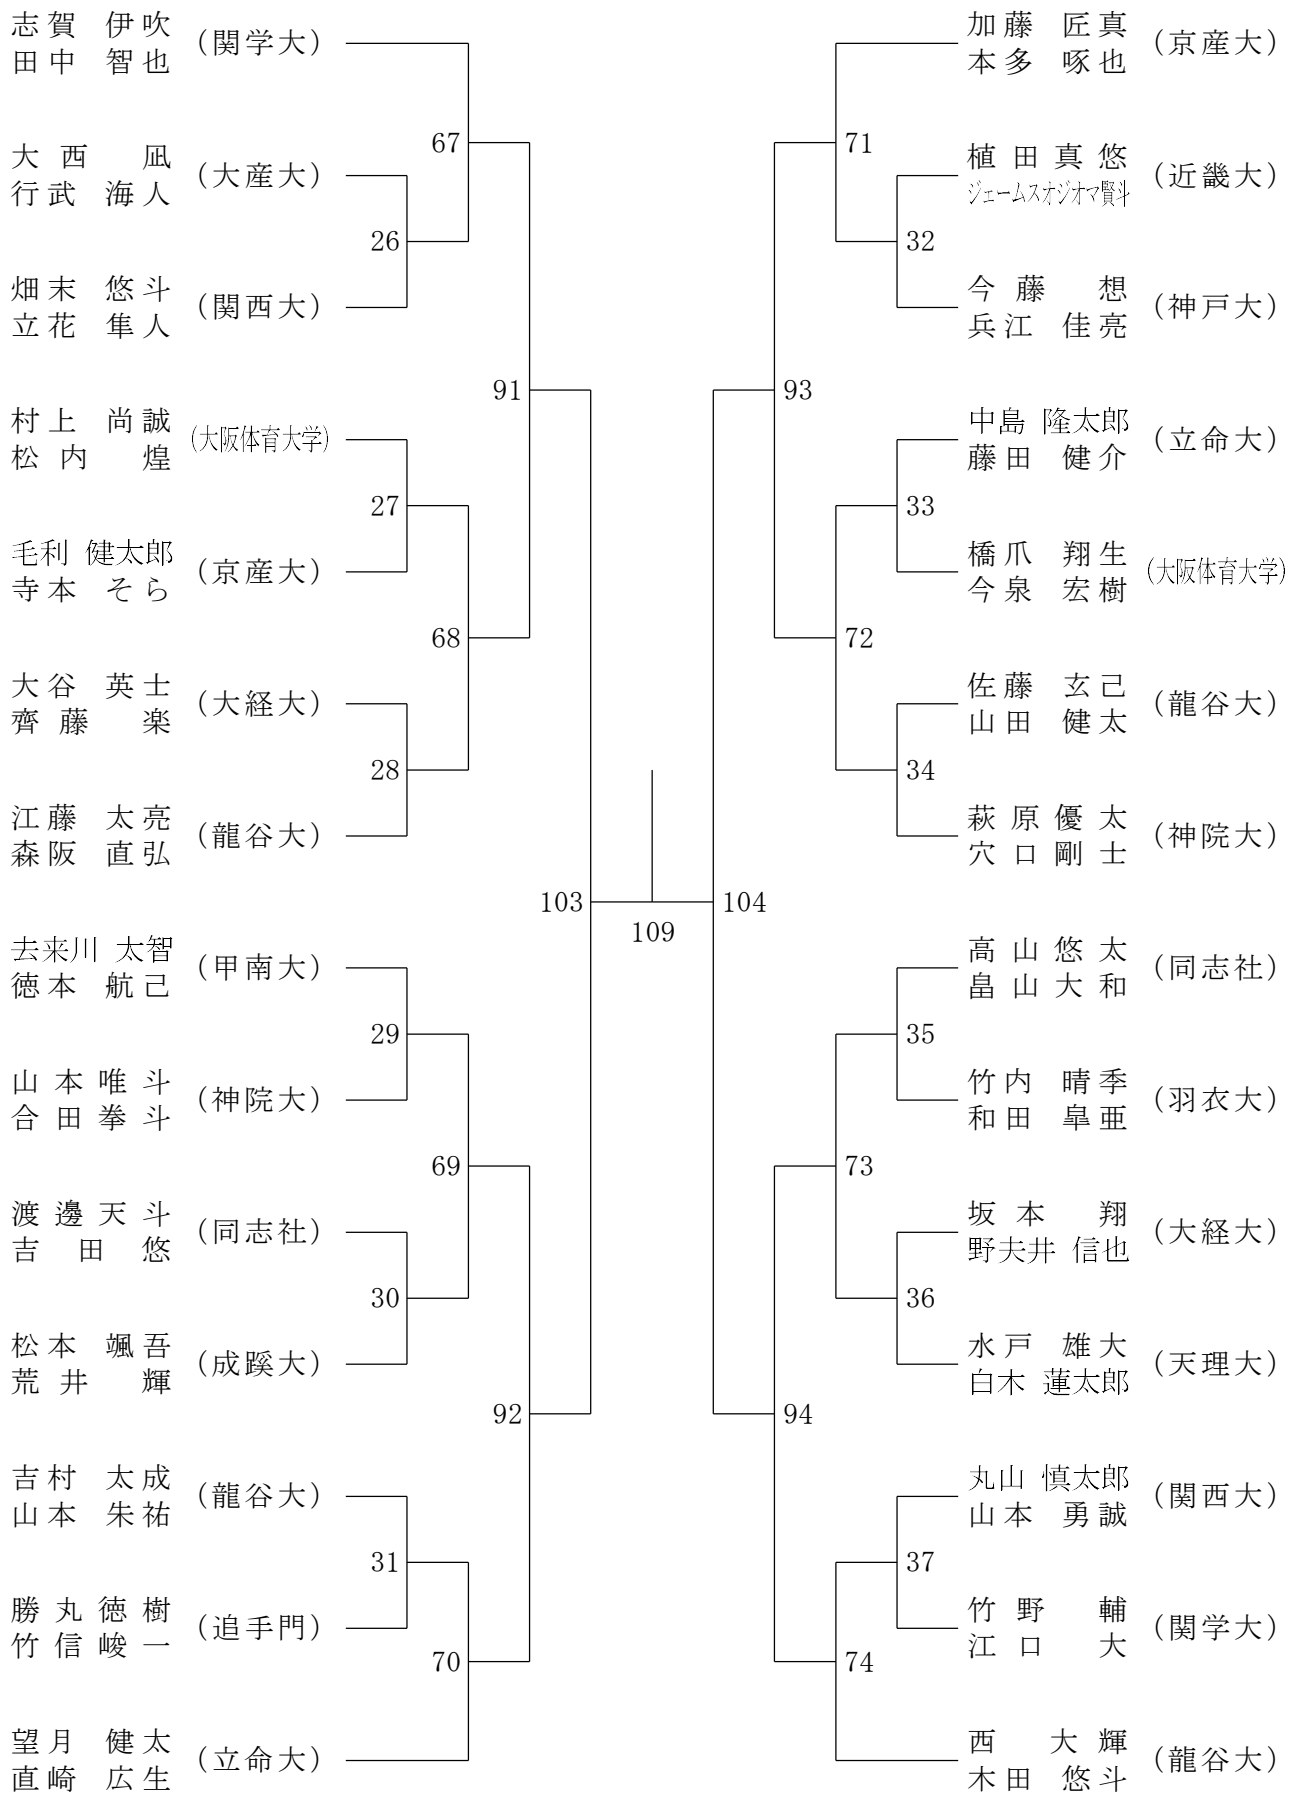 志賀 伊吹
田中 智也
(関学大)
67
大西 凪
行武 海人
(大産大)
26
畑末 悠斗
立花 隼人
(関西大)
91
村上 尚誠
松内 煌
(大阪体育大学)
27
毛利 健太郎
寺本 そら
(京産大)
68
大谷 英士
齊藤 楽
(大経大)
28
江藤 太亮
森阪 直弘
(龍谷大)
103
去来川 太智
徳本 航己
(甲南大)
29
山本唯斗
合田拳斗
(神院大)
69
渡邊天斗
吉田悠
(同志社)
30
松本 颯吾
荒井 輝
(成蹊大)
92
吉村 太成
山本 朱祐
(龍谷大)
31
勝丸徳樹
竹信峻一
(追手門)
70
望月 健太
直崎 広生
(立命大)
109
加藤 匠真
本多 啄也
(京産大)
71
植田真悠
ジェームスオジオマ賢斗
(近畿大)
32
今藤 想
兵江 佳亮
(神戸大)
93
中島 隆太郎
藤田 健介
(立命大)
33
橋爪 翔生
今泉 宏樹
(大阪体育大学)
72
佐藤 玄己
山田 健太
(龍谷大)
34
萩原優太
穴口剛士
(神院大)
104
高山悠太
畠山大和
(同志社)
35
竹内 晴季
和田 皐亜
(羽衣大)
73
坂本 翔
野夫井 信也
(大経大)
36
水戸 雄大
白木 蓮太郎
(天理大)
94
丸山 慎太郎
山本 勇誠
(関西大)
37
竹野 輔
江口 大
(関学大)
74
西 大輝
木田 悠斗
(龍谷大)